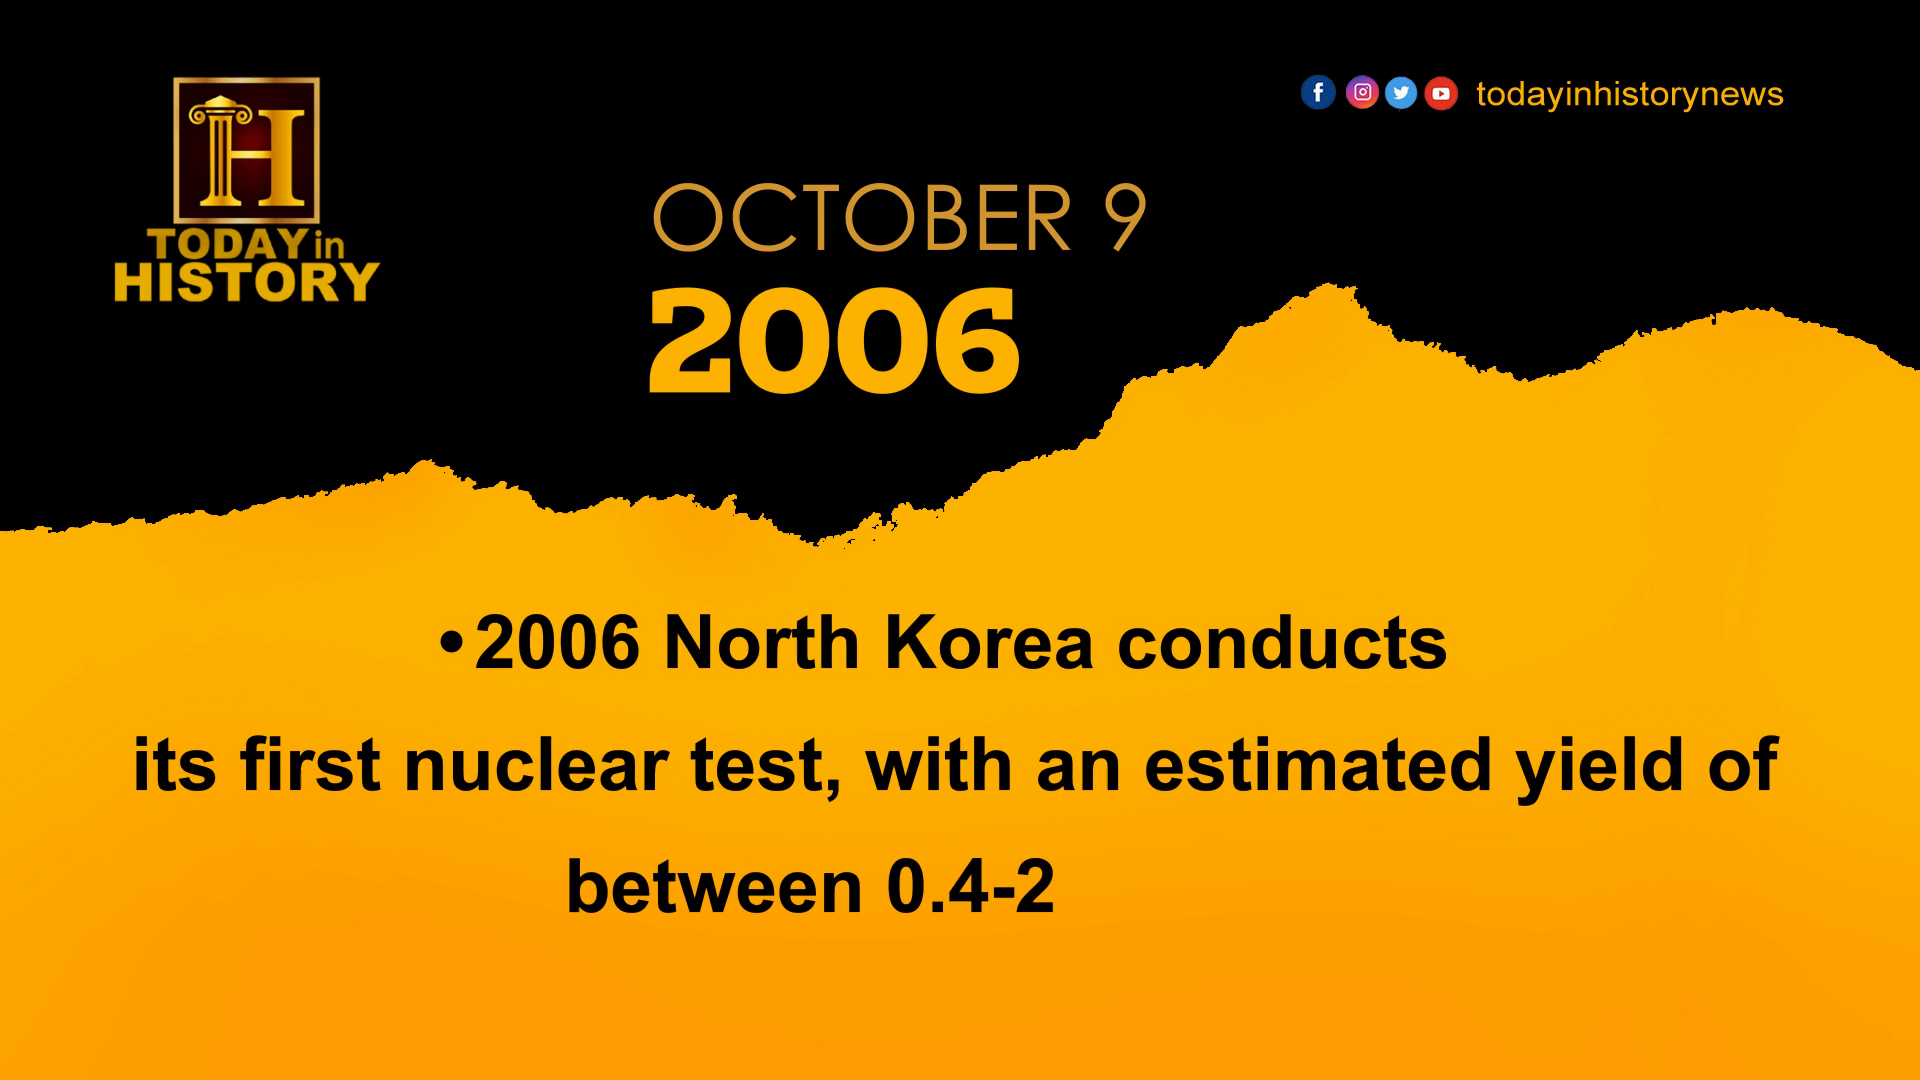 H
TODAY in
HISTORY
todayinhistorynews
OCTOBER 9
2006
•2006 North Korea conducts
its first nuclear test, with an estimated yield of
between 0.4-2